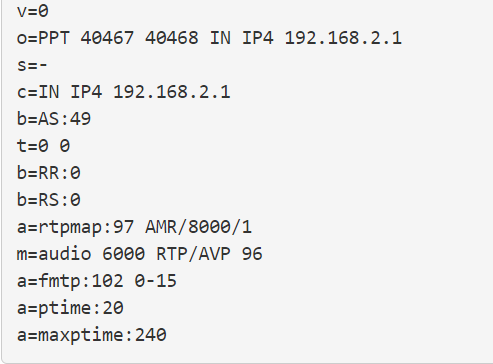 v=0
o=PPT 40467 40468 IN IP4 192.168.2.1
s=-
c=IN IP4 192.168.2.1
b=AS:49
t=0 0
b=RR:0
b=RS:0
a=rtpmap:97 AMR/8000/1
m=audio 6000 RTP/AVP 96
a=fmtp:102 0-15
a=ptime:20
a=maxptime:240